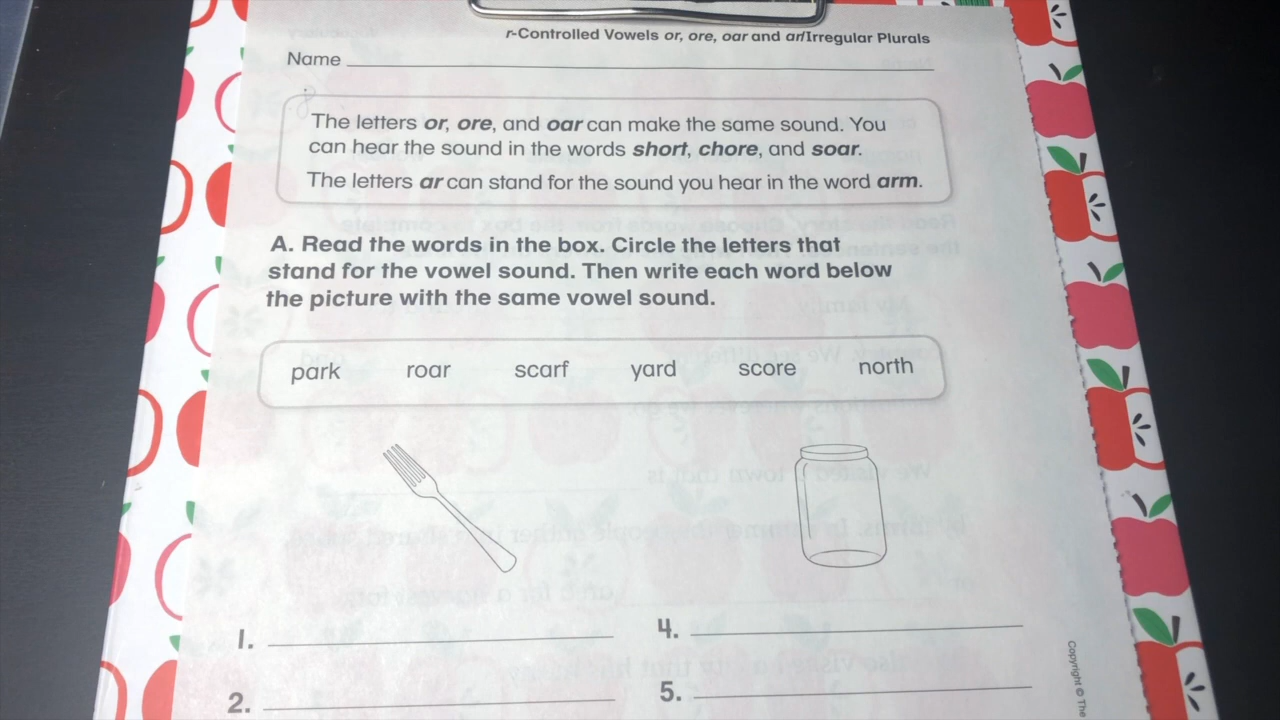 r-Controlled Vowels or, ore, oar and ar/Irregular Plurals
Name
The letters or, ore, and oar can make the same sound. You
can hear the sound in the words short, chore, and soar.
The letters ar can stand for the sound you hear in the word arm.
A. Read the words in the box. Circle the letters that
stand for the vowel sound. Then write each word below
the picture with the same vowel sound.
park roar scarf yard score north
1. 4.
2. 5.
Copyright © The